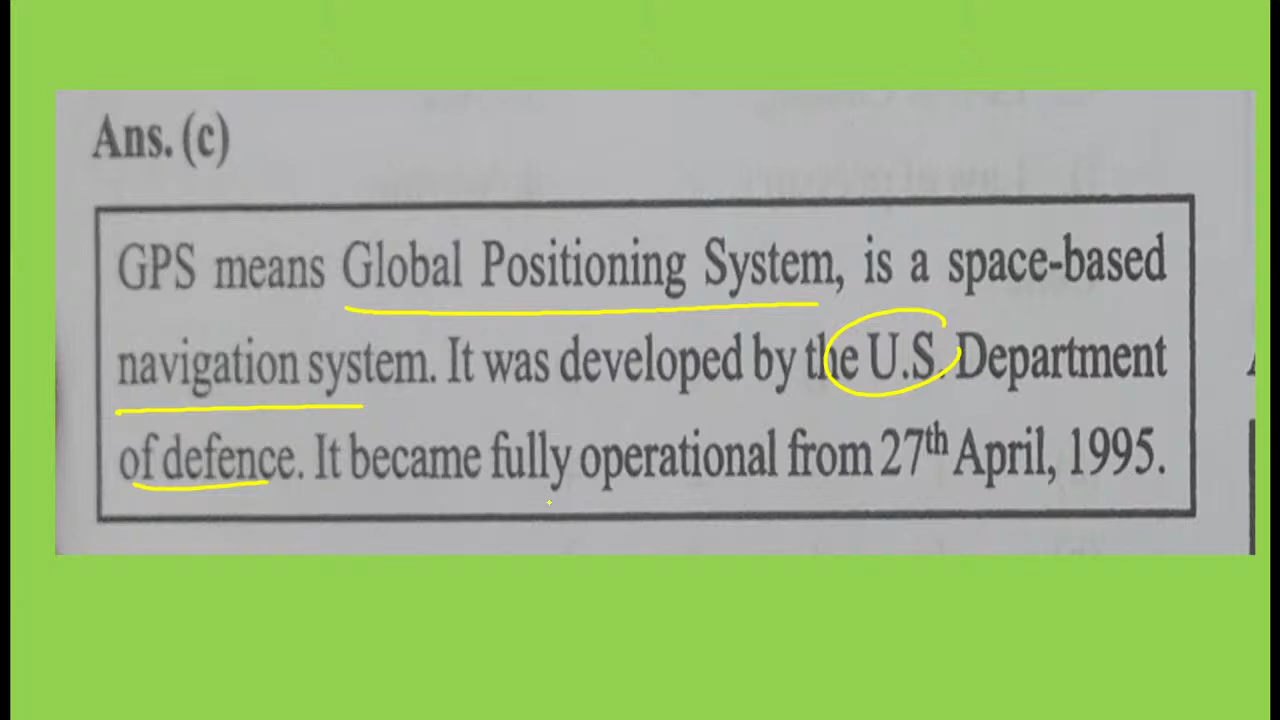 Ans. (c)
GPS means Global Positioning System, is a space-based
navigation system. It was developed by the U.S. Department
of defence. It became fully operational from 27th April, 1995.